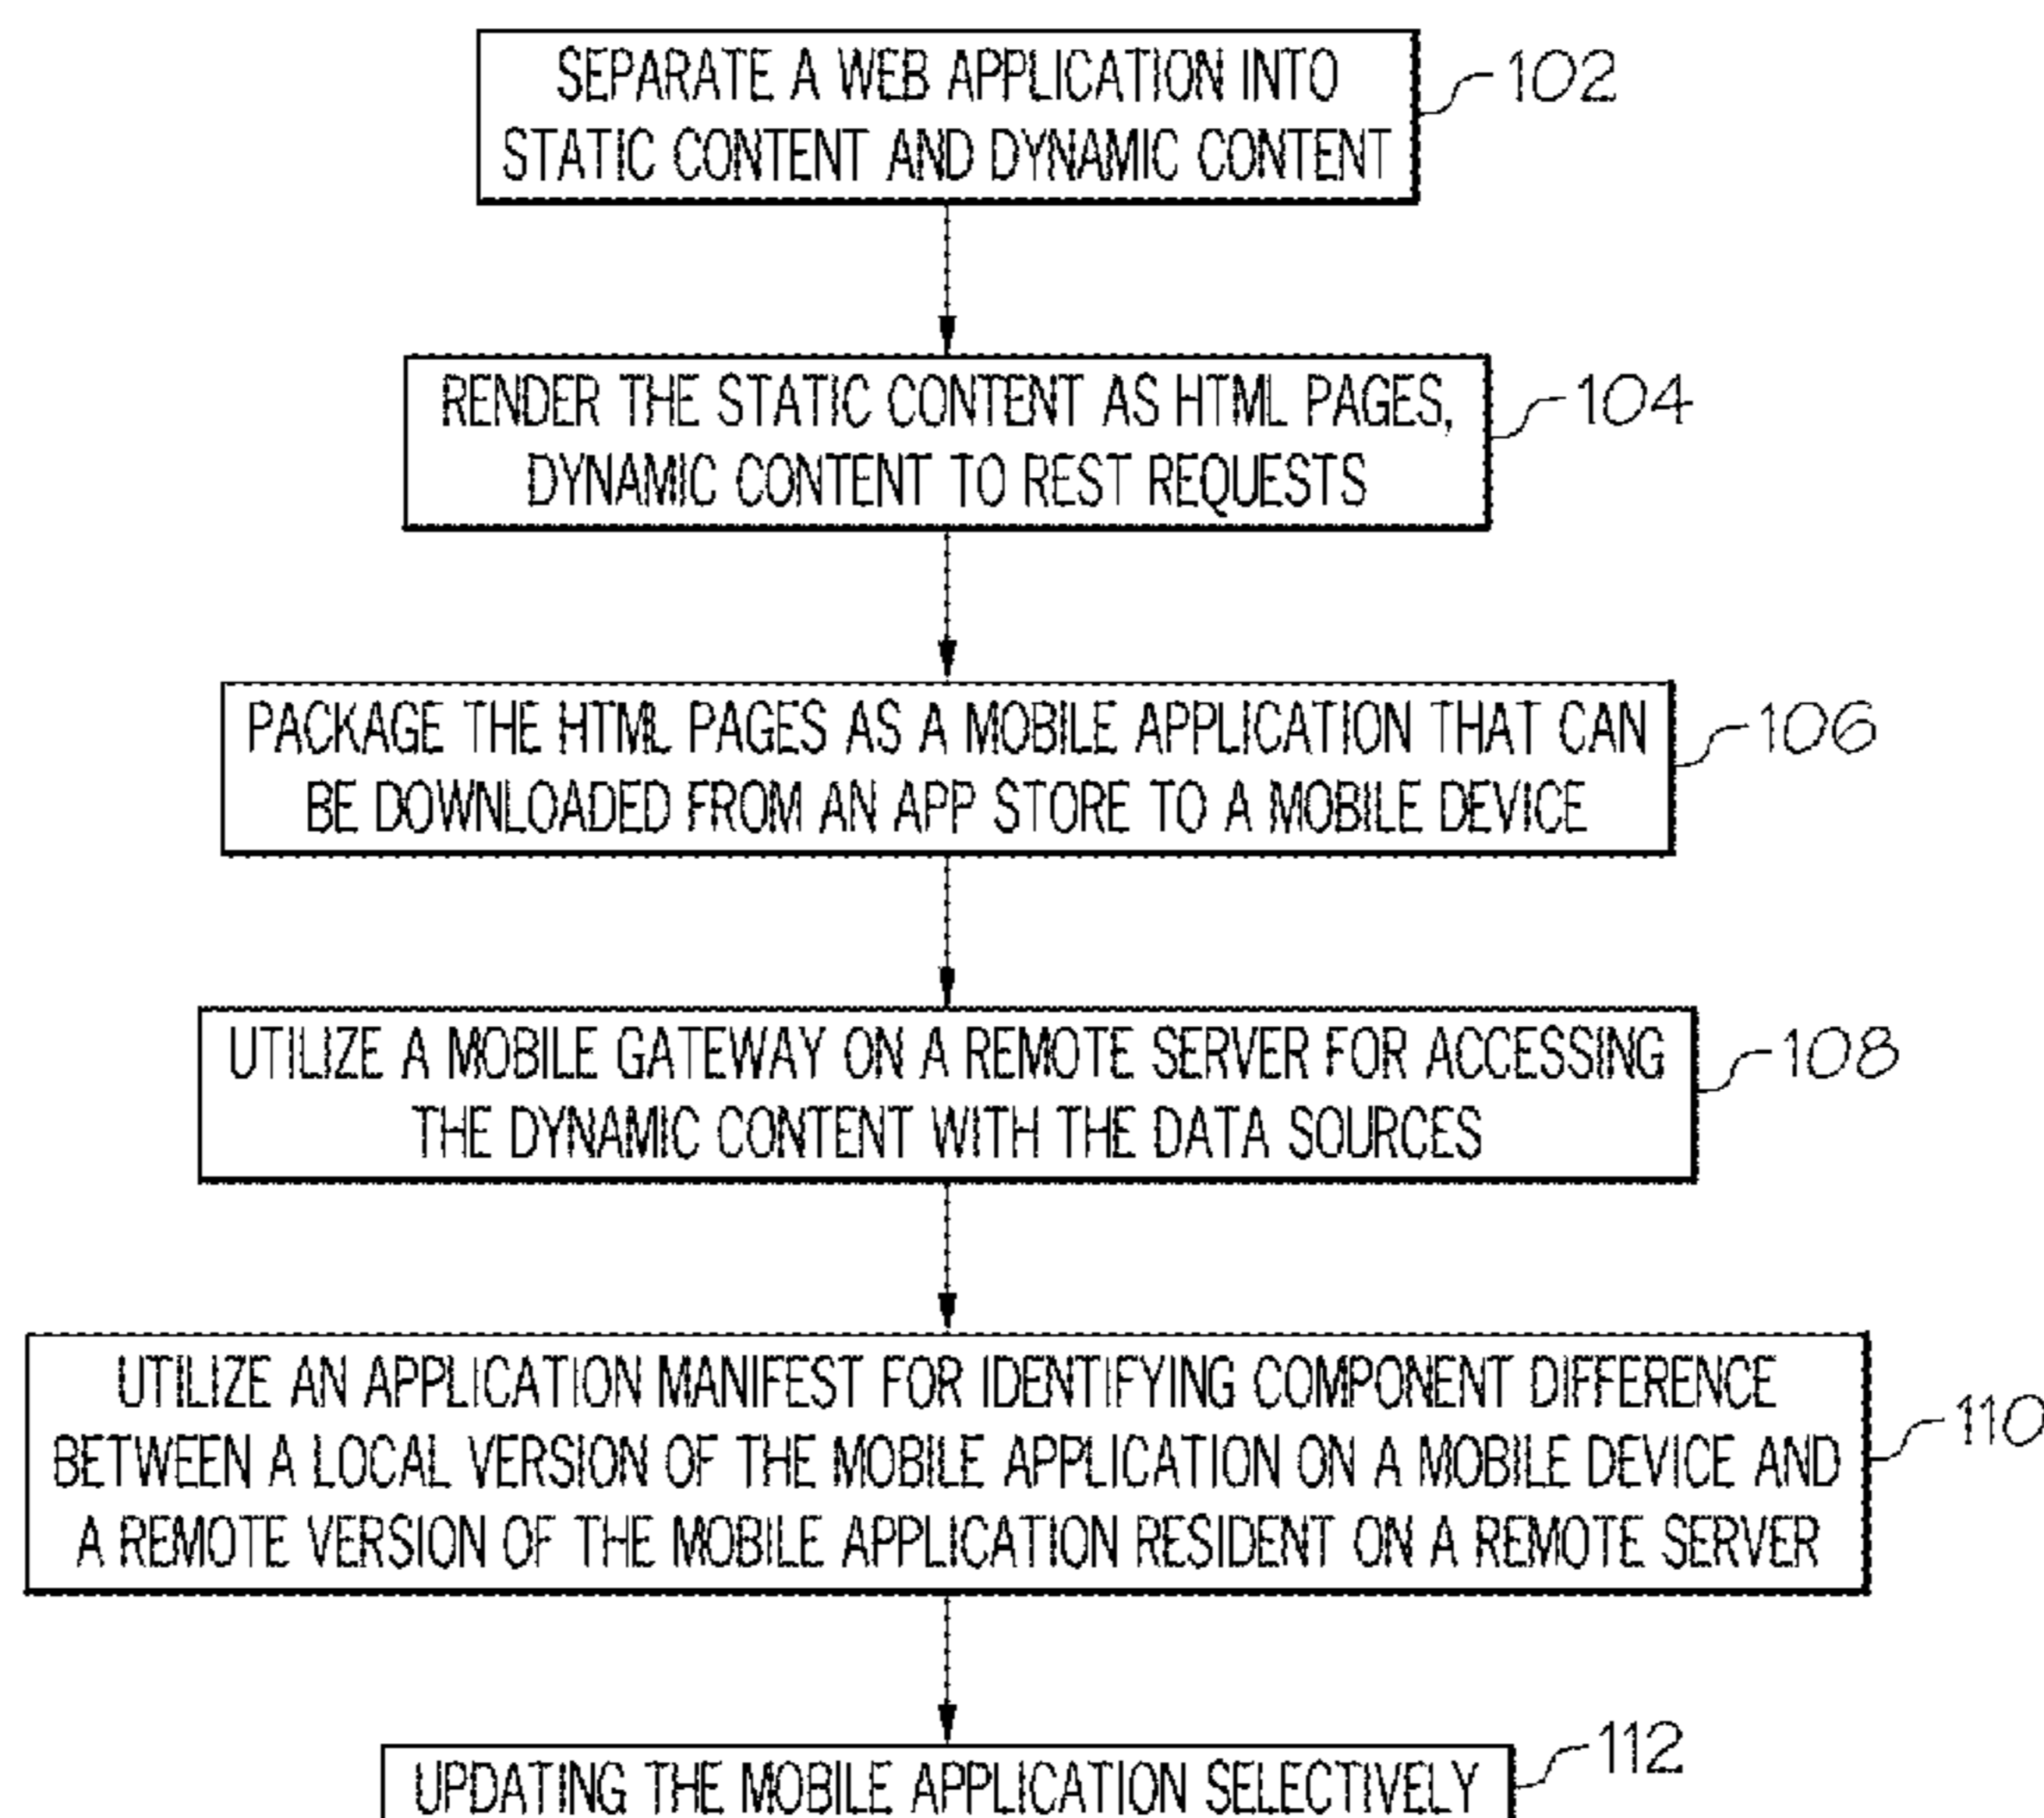 SEPARATE A WEB APPLICATION INTO
STATIC CONTENT AND DYNAMIC CONTENT
102
RENDER THE STATIC CONTENT AS HTML PAGES,
DYNAMIC CONTENT TO REST REQUESTS
104
PACKAGE THE HTML PAGES AS A MOBILE APPLICATION THAT CAN
BE DOWNLOADED FROM AN APP STORE TO A MOBILE DEVICE
106
UTILIZE A MOBILE GATEWAY ON A REMOTE SERVER FOR ACCESSING
THE DYNAMIC CONTENT WITH THE DATA SOURCES
108
UTILIZE AN APPLICATION MANIFEST FOR IDENTIFYING COMPONENT DIFFERENCE
BETWEEN A LOCAL VERSION OF THE MOBILE APPLICATION ON A MOBILE DEVICE AND
A REMOTE VERSION OF THE MOBILE APPLICATION RESIDENT ON A REMOTE SERVER
110
UPDATING THE MOBILE APPLICATION SELECTIVELY
112